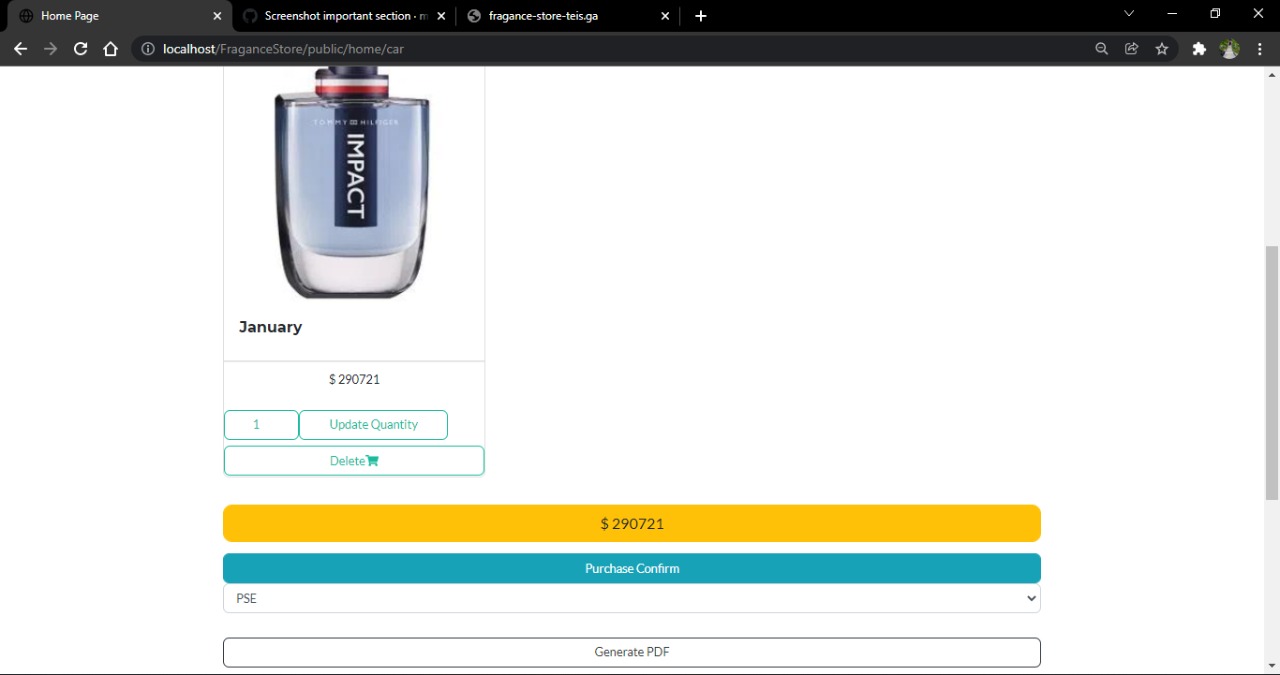 Home Page
Screenshot important section · m
fragance-store-teis.ga
localhost/FraganceStore/public/home/car
TOMMY HILFIGER
IMPACT
January
$ 290721
1
Update Quantity
Delete
$ 290721
Purchase Confirm
PSE
Generate PDF